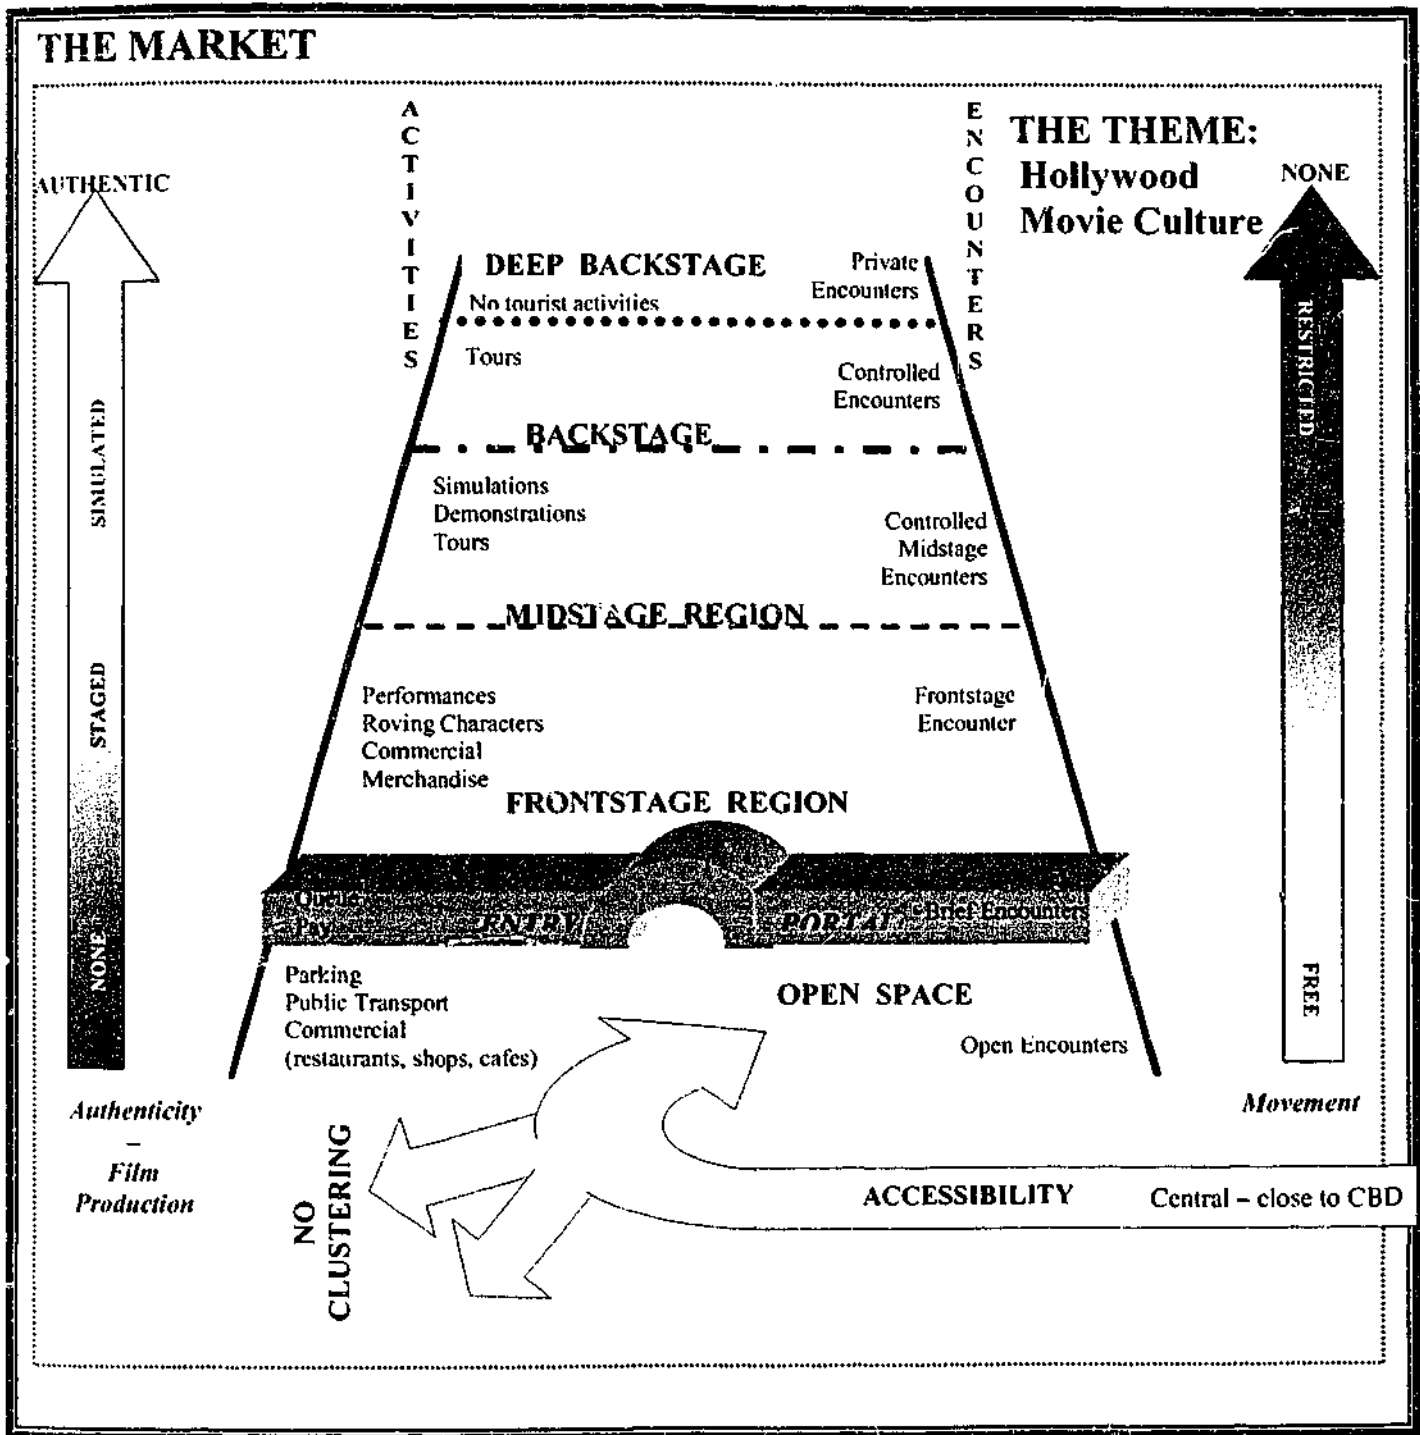 THE MARKET
ACTIVITIES
ENCOUNTERS
THE THEME:
Hollywood
Movie Culture
AUTHENTIC
NONE
DEEP BACKSTAGE
Private
Encounters
No tourist activities
Tours
Controlled
Encounters
RESTRICTED
SIMULATED
BACKSTAGE
Simulations
Demonstrations
Tours
Controlled
Midstage
Encounters
MIDSTAGE REGION
STAGED
Performances
Roving Characters
Commercial
Merchandise
Frontstage
Encounter
FRONTSTAGE REGION
Queue
Pay
ENTRY
PORTAL
Brief Encounters
NONE
FREE
Parking
Public Transport
Commercial
(restaurants, shops, cafes)
OPEN SPACE
Open Encounters
Authenticity
–
Film
Production
Movement
NO
CLUSTERING
ACCESSIBILITY
Central – close to CBD